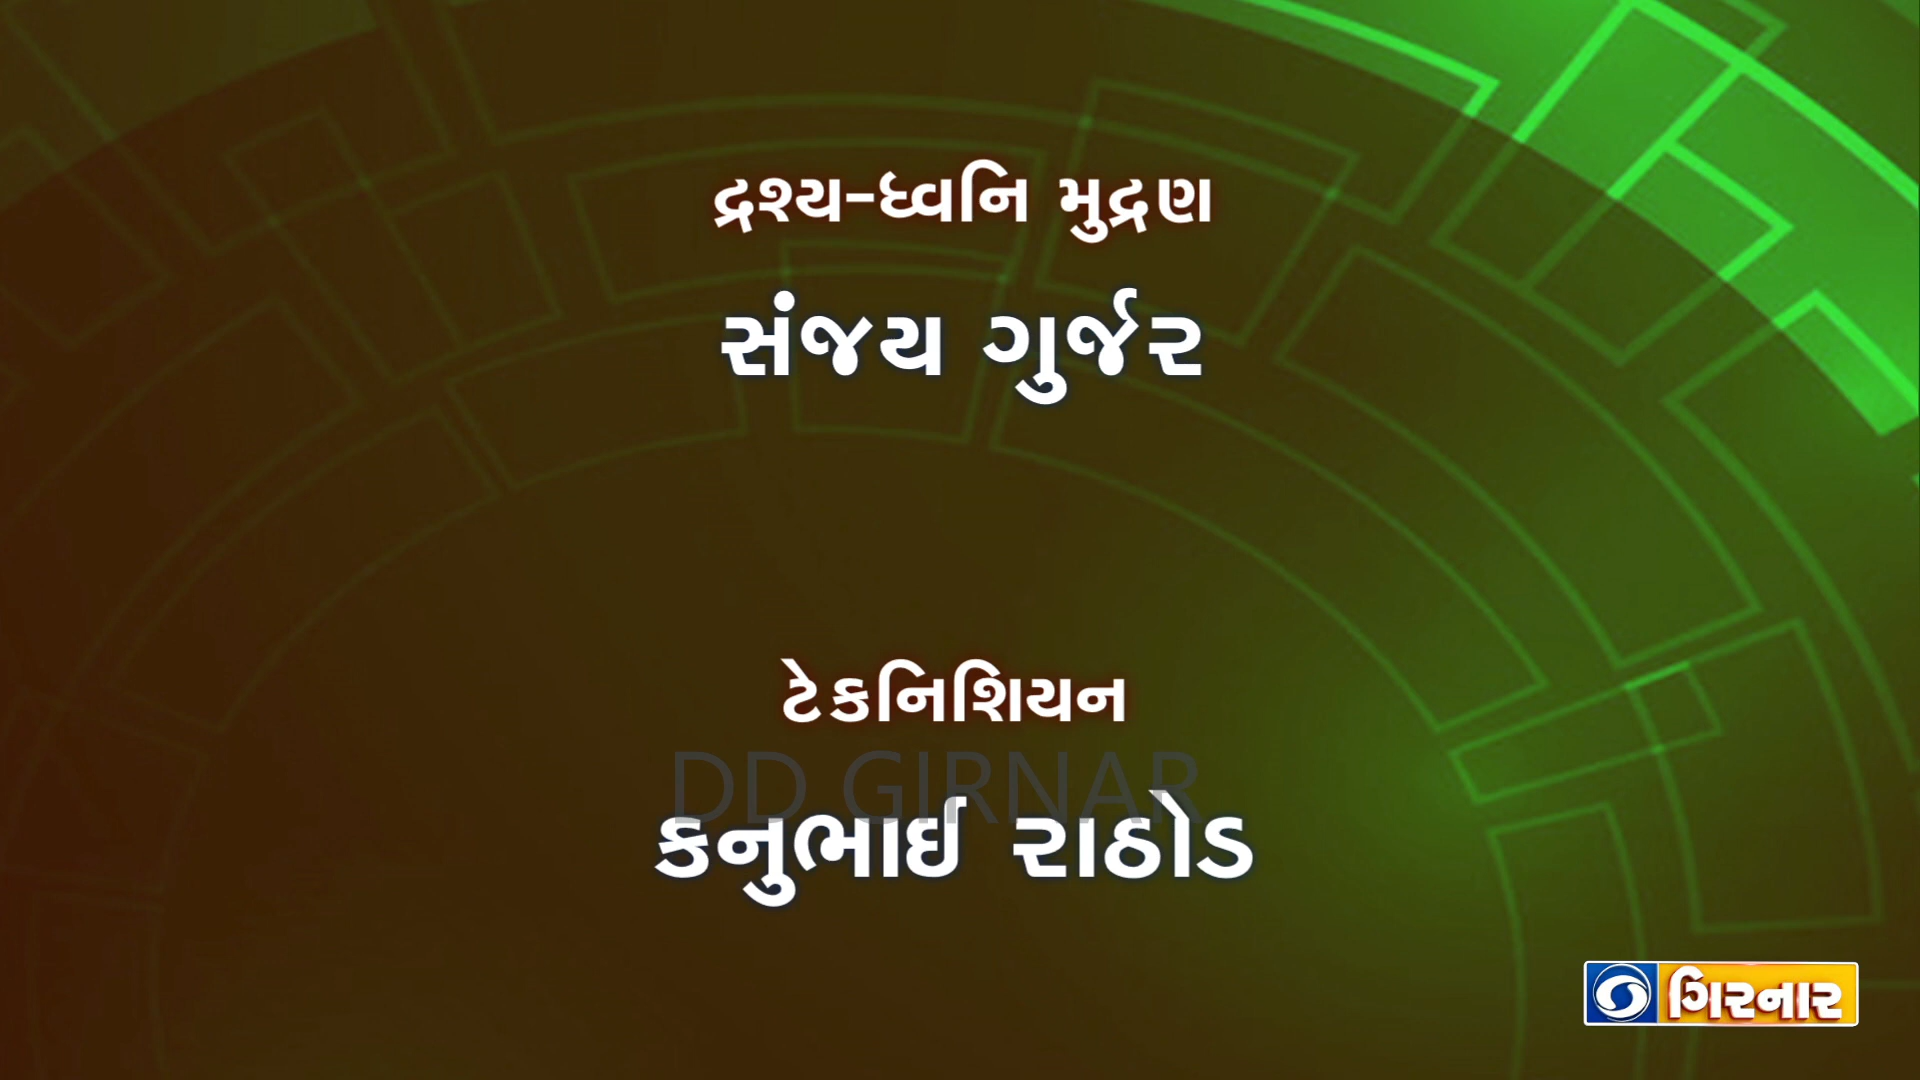 દ્રશ્ય-ધ્વનિ મુદ્રણ
સંજય ગુર્જર
ટેકનિશિયન
DD GIRNAR
કનુભાઈ રાઠોડ
ગિરનાર